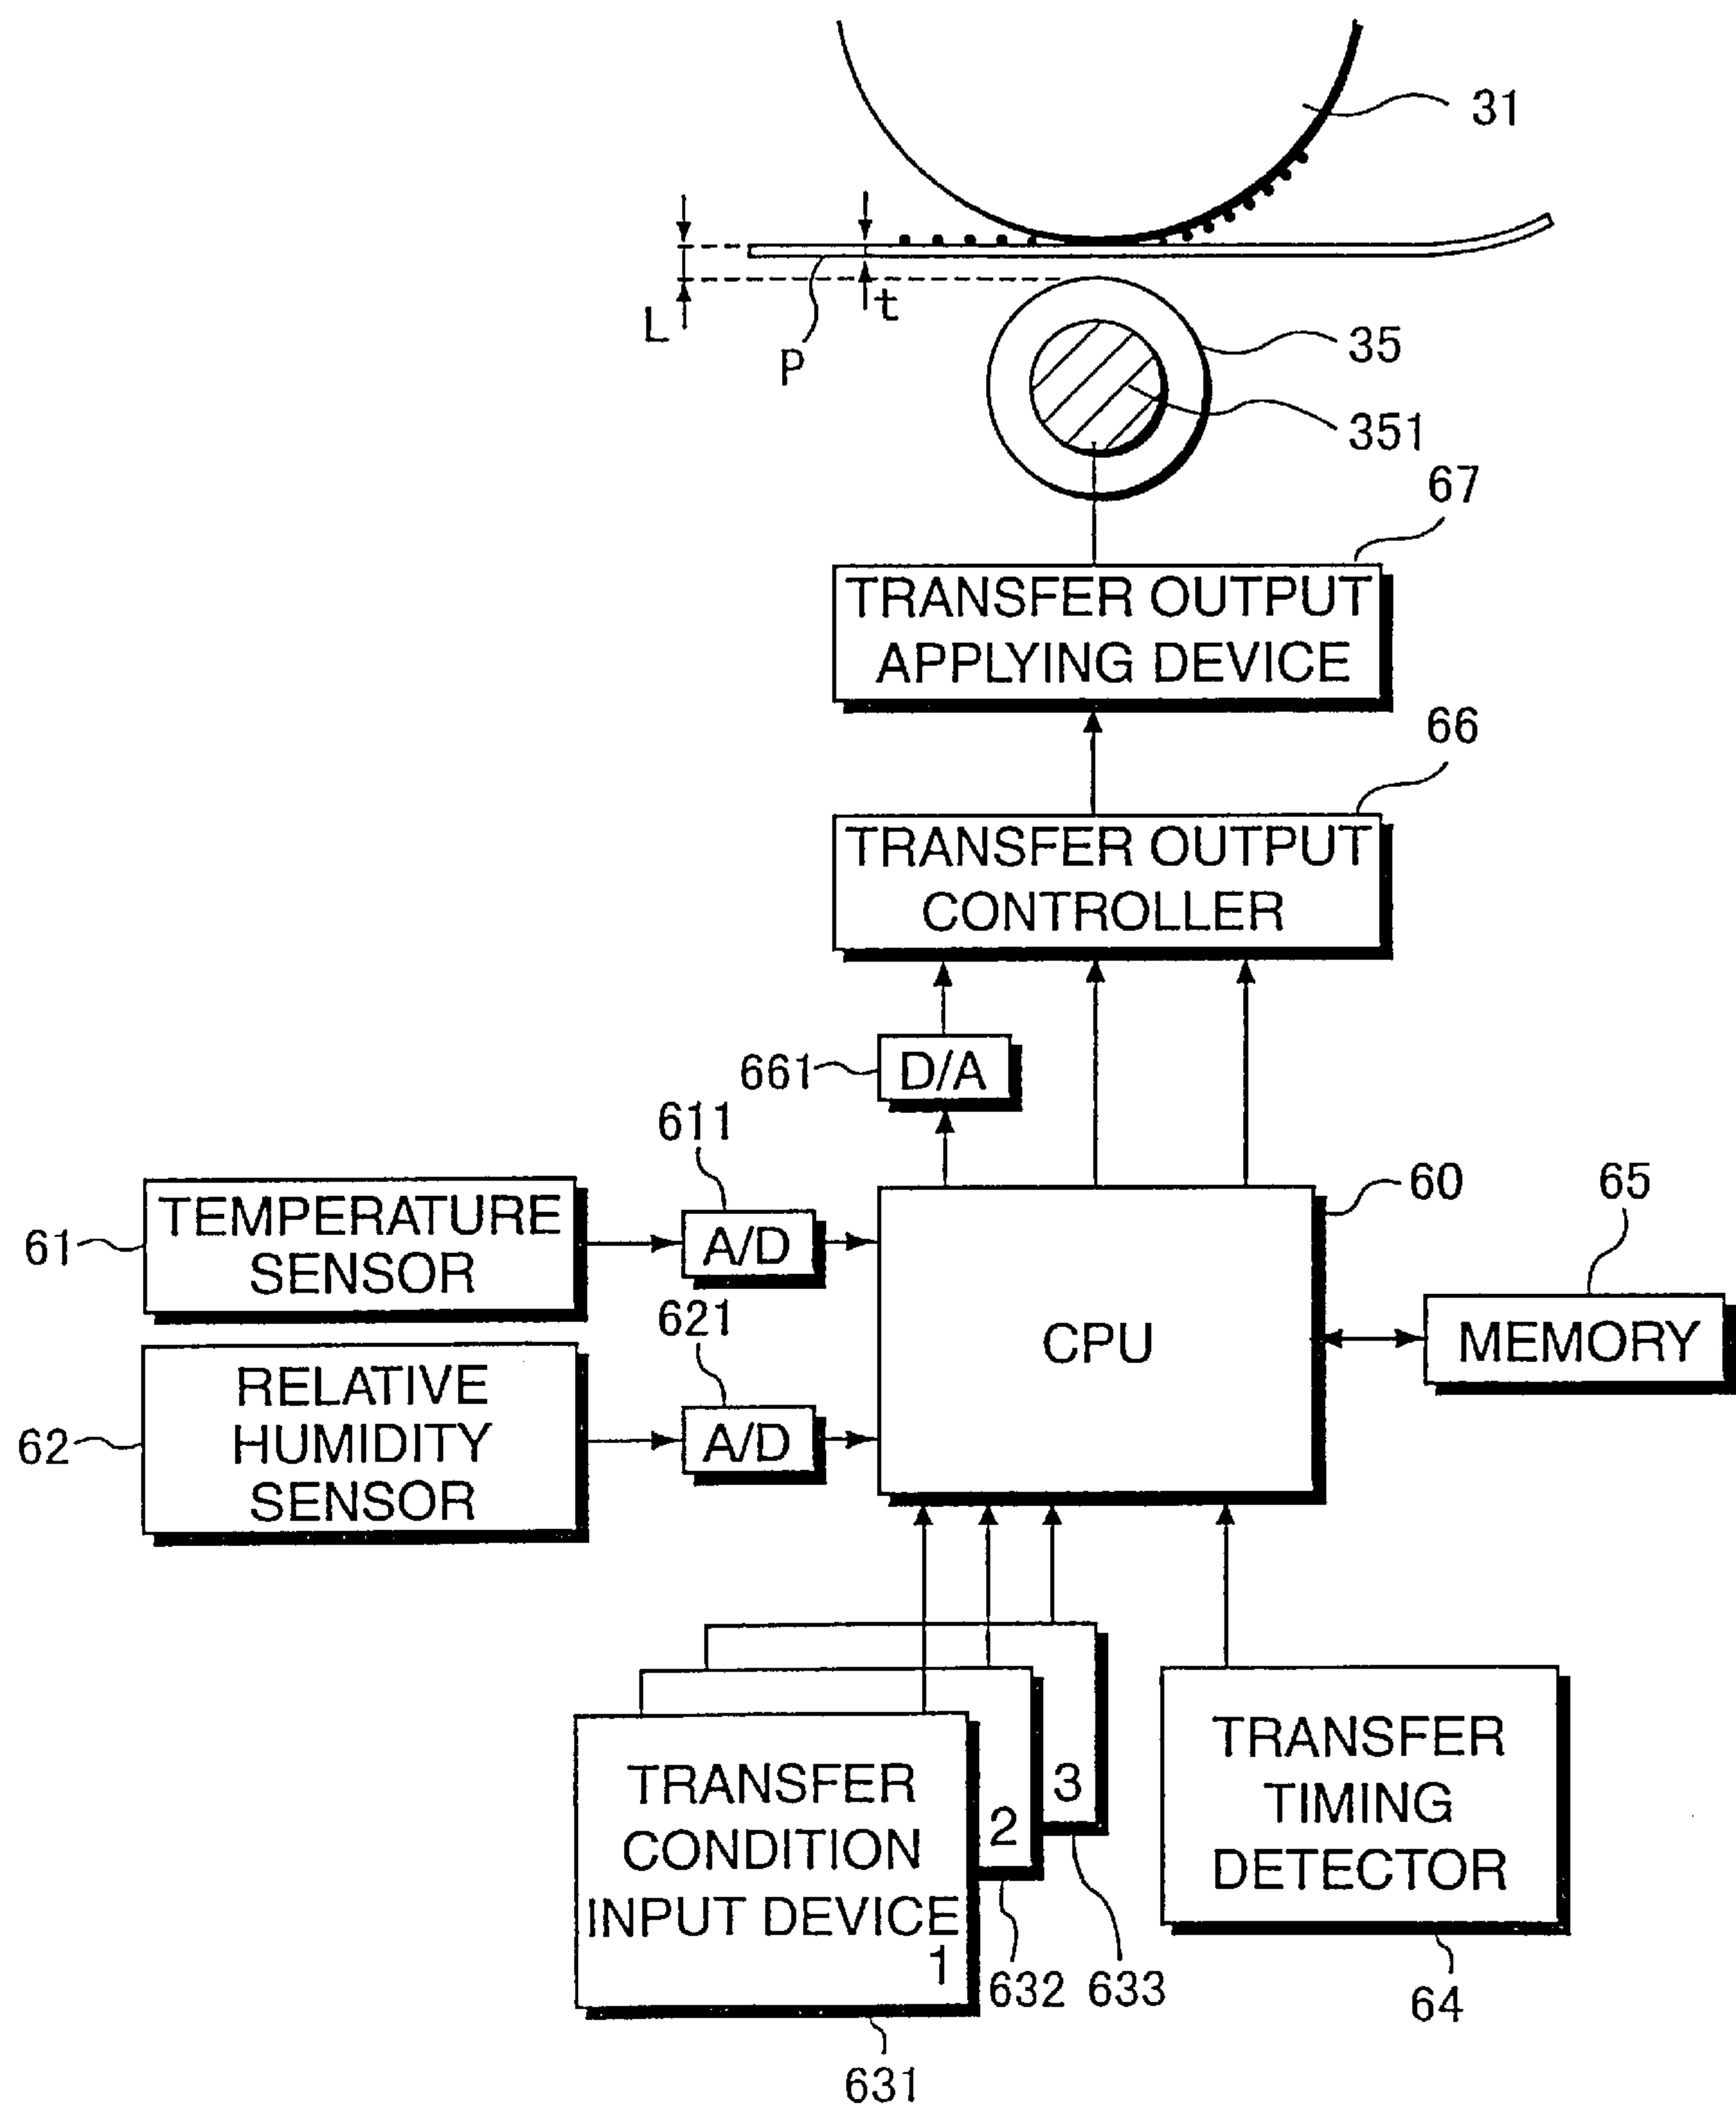 31
L
t
P
35
351
67
TRANSFER OUTPUT
APPLYING DEVICE
66
TRANSFER OUTPUT
CONTROLLER
661
D/A
611
60
65
61
TEMPERATURE
SENSOR
A/D
621
CPU
MEMORY
62
RELATIVE
HUMIDITY
SENSOR
A/D
TRANSFER
CONDITION
INPUT DEVICE
1
2
3
TRANSFER
TIMING
DETECTOR
632
633
64
631